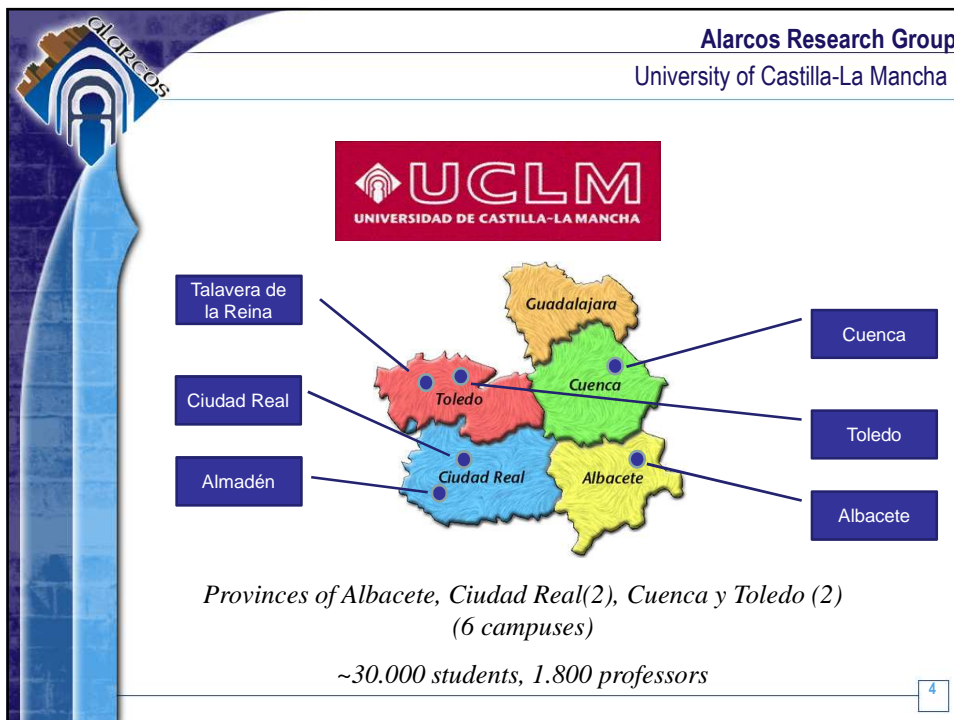 alarcos
Alarcos Research Group
University of Castilla-La Mancha
UCLM
UNIVERSIDAD DE CASTILLA~LA MANCHA
Talavera de
la Reina
Ciudad Real
Almadén
Guadalajara
Cuenca
Toledo
Ciudad Real
Albacete
Cuenca
Toledo
Albacete
Provinces of Albacete, Ciudad Real(2), Cuenca y Toledo (2)
(6 campuses)
~30.000 students, 1.800 professors
4